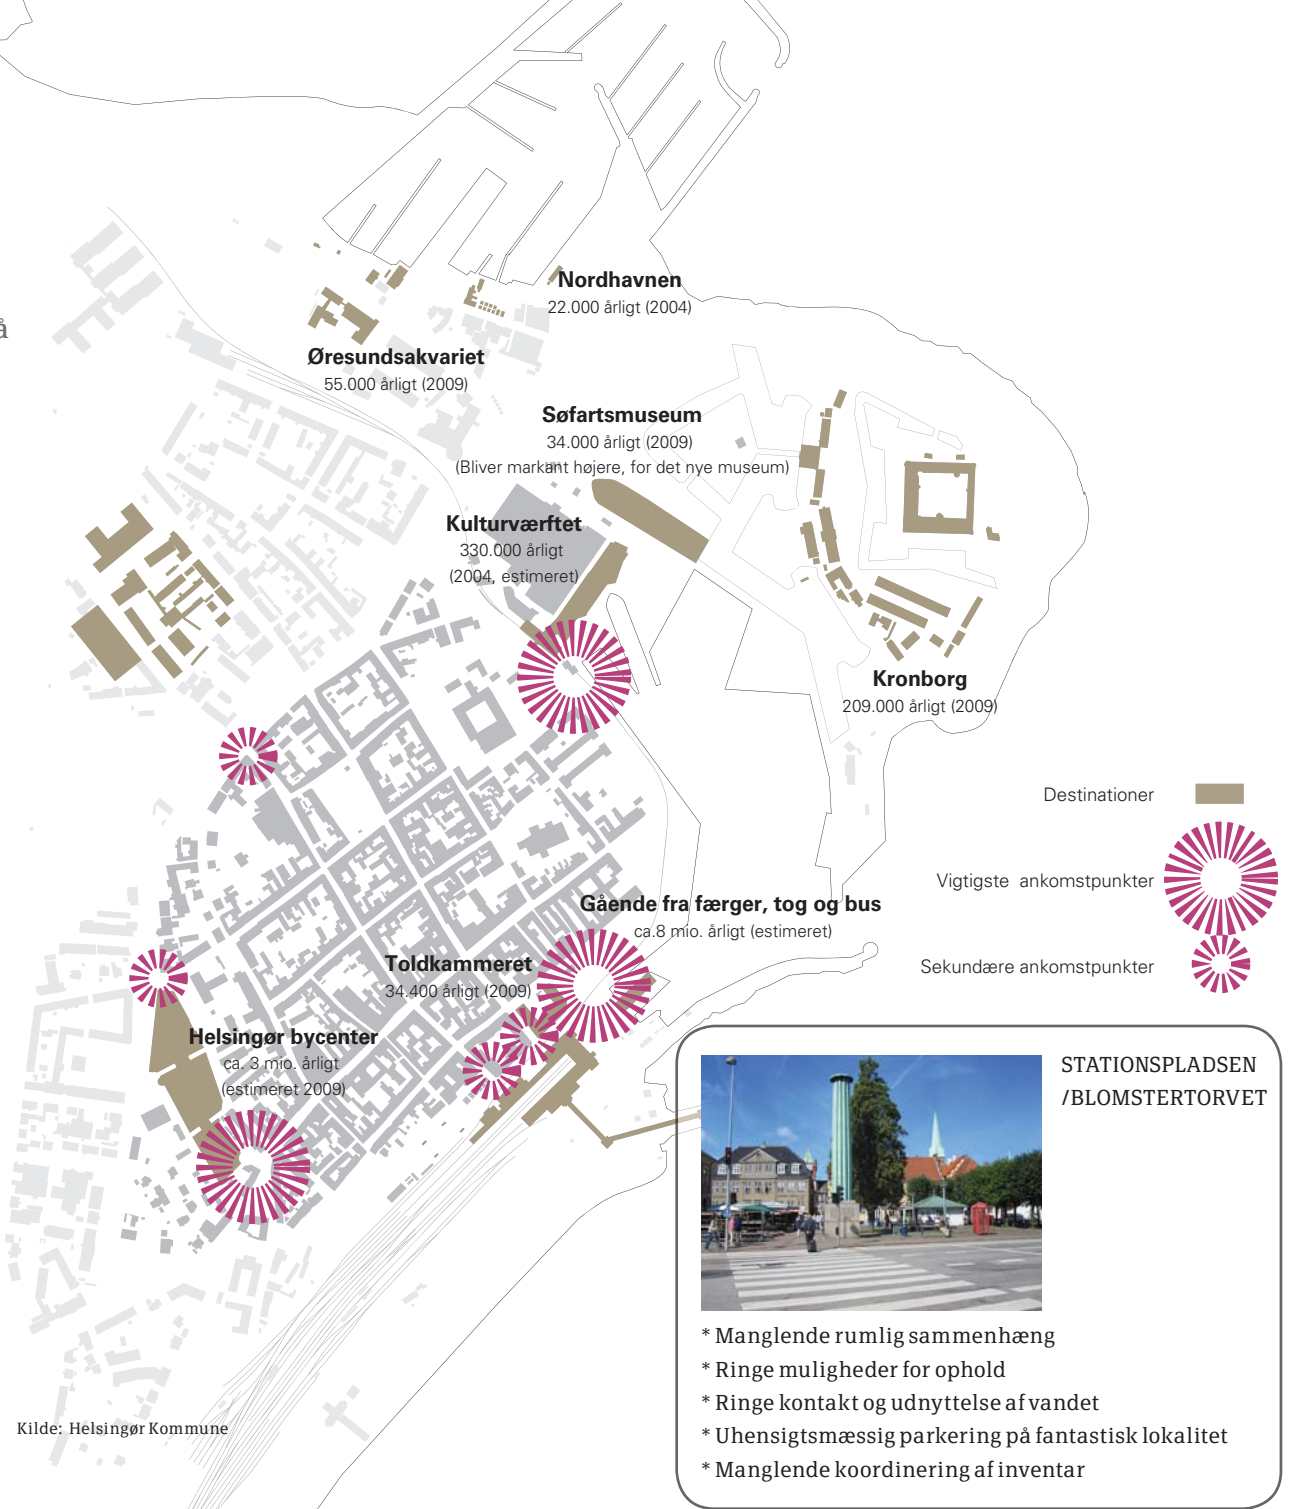 å
Nordhavnen
22.000 årligt (2004)
Øresundsakvariet
55.000 årligt (2009)
Søfartsmuseum
34.000 årligt (2009)
(Bliver markant højere, for det nye museum)
Kulturværftet
330.000 årligt
(2004, estimeret)
Kronborg
209.000 årligt (2009)
Destinationer
Vigtigste ankomstpunkter
Sekundære ankomstpunkter
Gående fra færger, tog og bus
ca.8 mio. årligt (estimeret)
Toldkammeret
34.400 årligt (2009)
Helsingør bycenter
ca. 3 mio. årligt
(estimeret 2009)
STATIONSPLADSEN
/BLOMSTERTORVET
* Manglende rumlig sammenhæng
* Ringe muligheder for ophold
* Ringe kontakt og udnyttelse af vandet
* Uhensigtsmæssig parkering på fantastisk lokalitet
* Manglende koordinering af inventar
Kilde: Helsingør Kommune